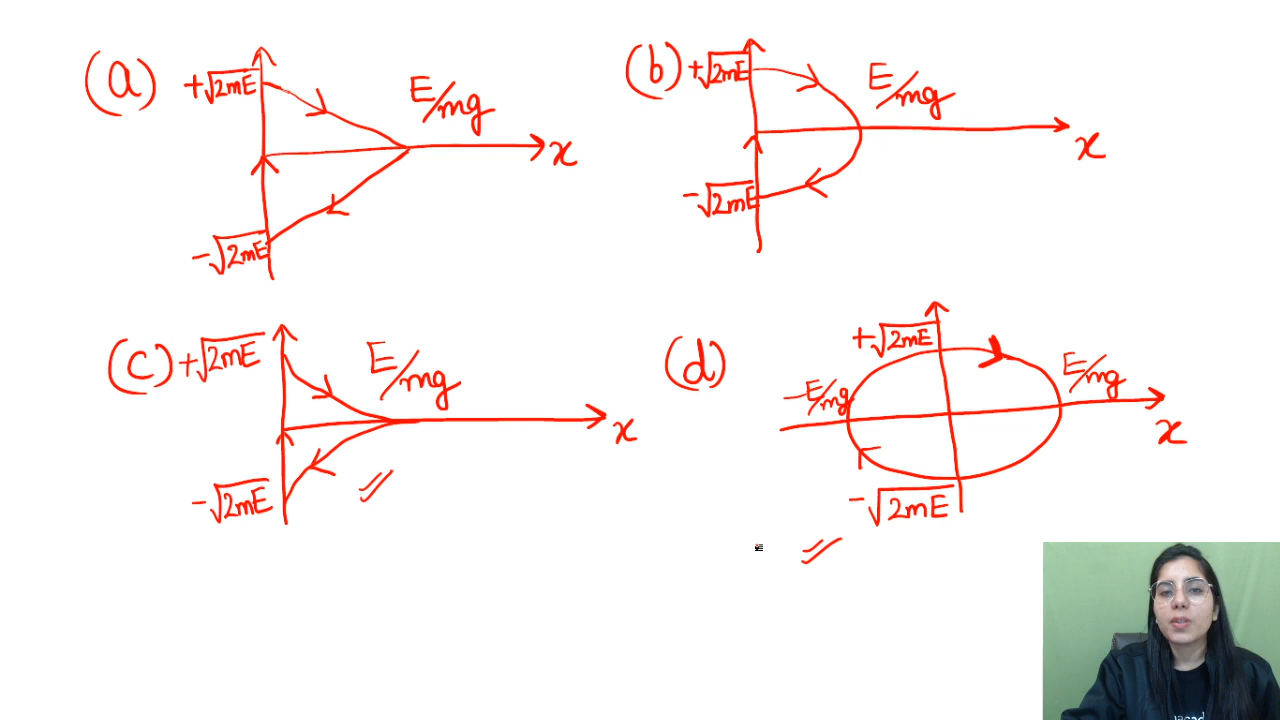 (a)
+√2mE
E/mg
x
-√2mE
(b)
+√2mE
E/mg
x
-√2mE
(c)
+√2mE
E/mg
x
-√2mE
(d)
+√2mE
-E/mg
E/mg
x
-√2mE